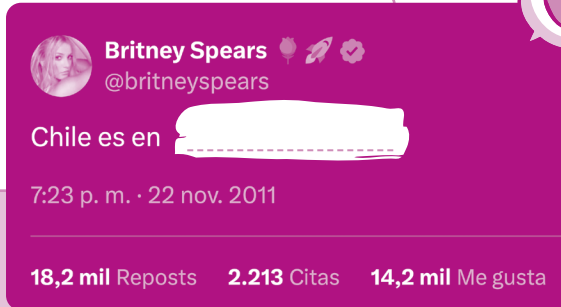 Britney Spears
@britneyspears
Chile es en
7:23 p. m. · 22 nov. 2011
18,2 mil Reposts 2.213 Citas 14,2 mil Me gusta